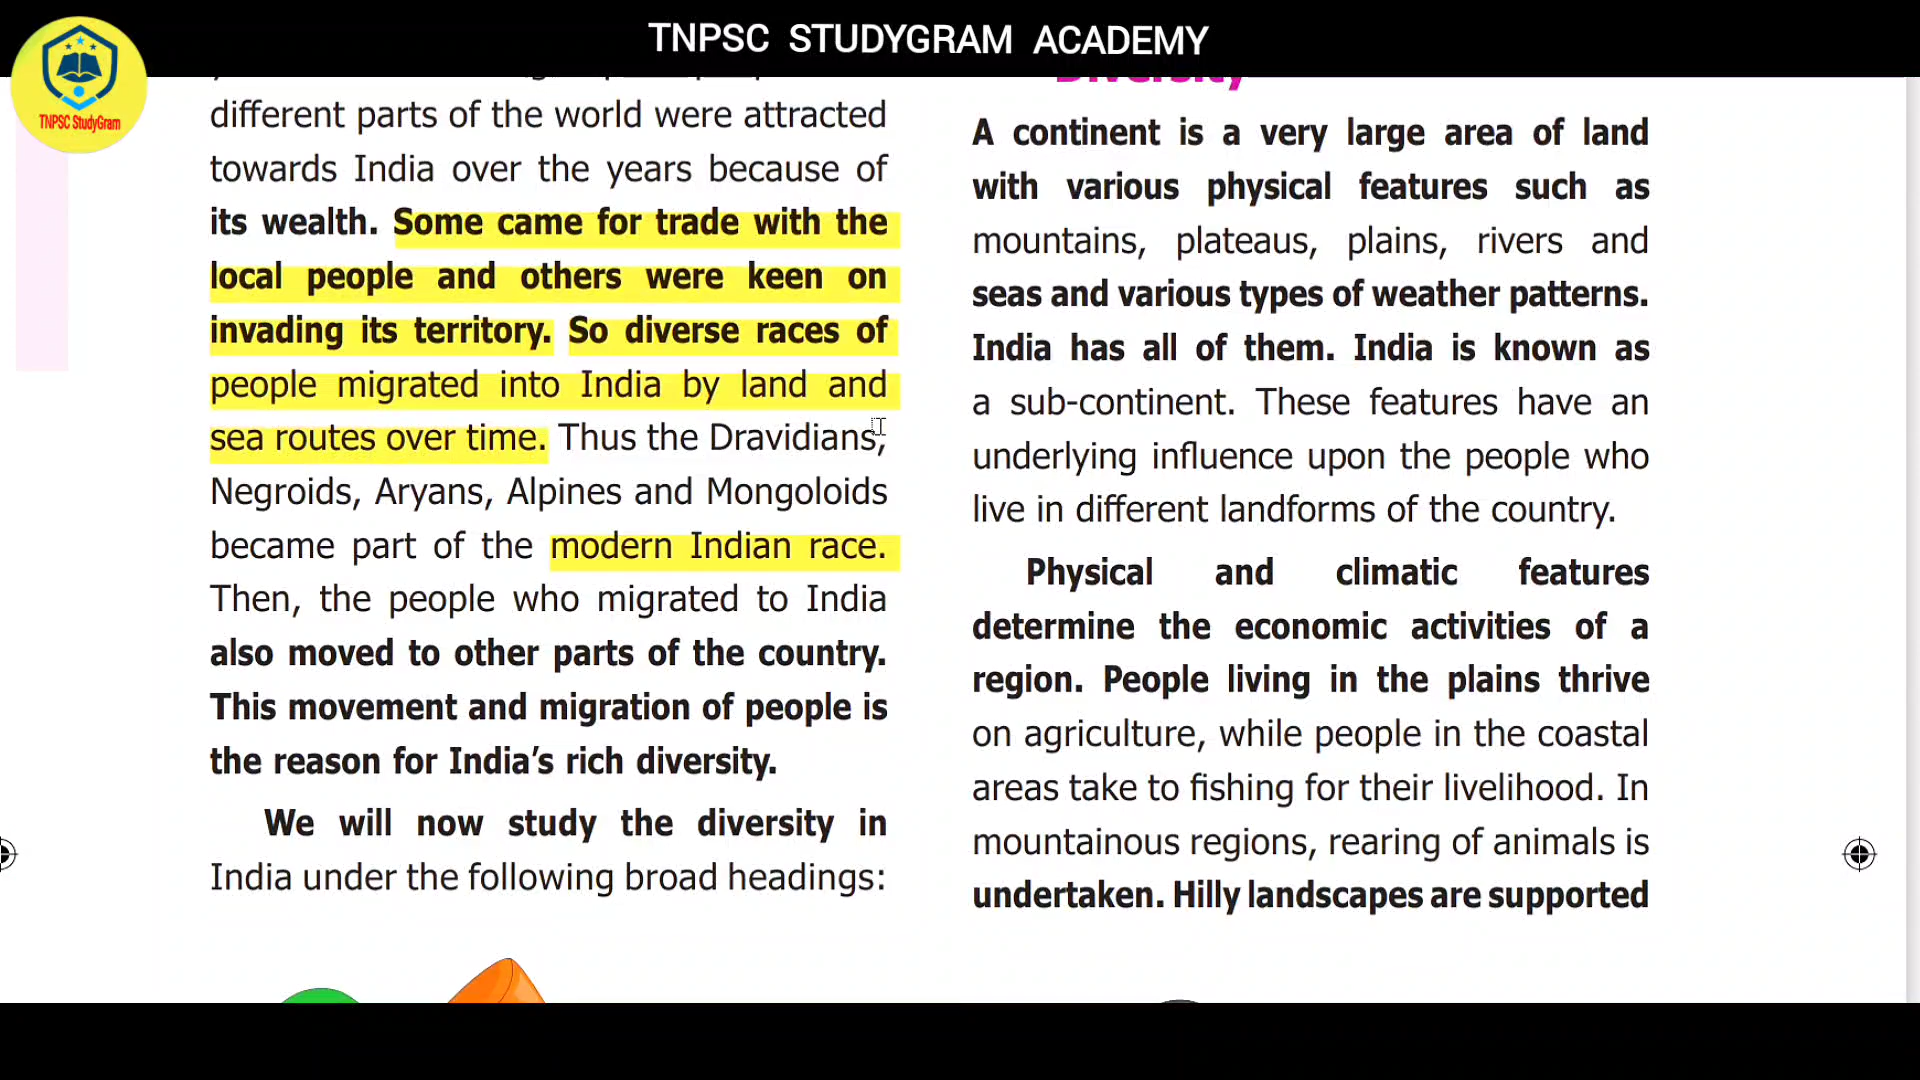 TNPSC STUDYGRAM ACADEMY
TNPSC StudyGram
different parts of the world were attracted
towards India over the years because of
its wealth. Some came for trade with the
local people and others were keen on
invading its territory. So diverse races of
people migrated into India by land and
sea routes over time. Thus the Dravidians,
Negroids, Aryans, Alpines and Mongoloids
became part of the modern Indian race.
Then, the people who migrated to India
also moved to other parts of the country.
This movement and migration of people is
the reason for India’s rich diversity.
We will now study the diversity in
India under the following broad headings:
Diversity
A continent is a very large area of land
with various physical features such as
mountains, plateaus, plains, rivers and
seas and various types of weather patterns.
India has all of them. India is known as
a sub-continent. These features have an
underlying influence upon the people who
live in different landforms of the country.
Physical and climatic features
determine the economic activities of a
region. People living in the plains thrive
on agriculture, while people in the coastal
areas take to fishing for their livelihood. In
mountainous regions, rearing of animals is
undertaken. Hilly landscapes are supported